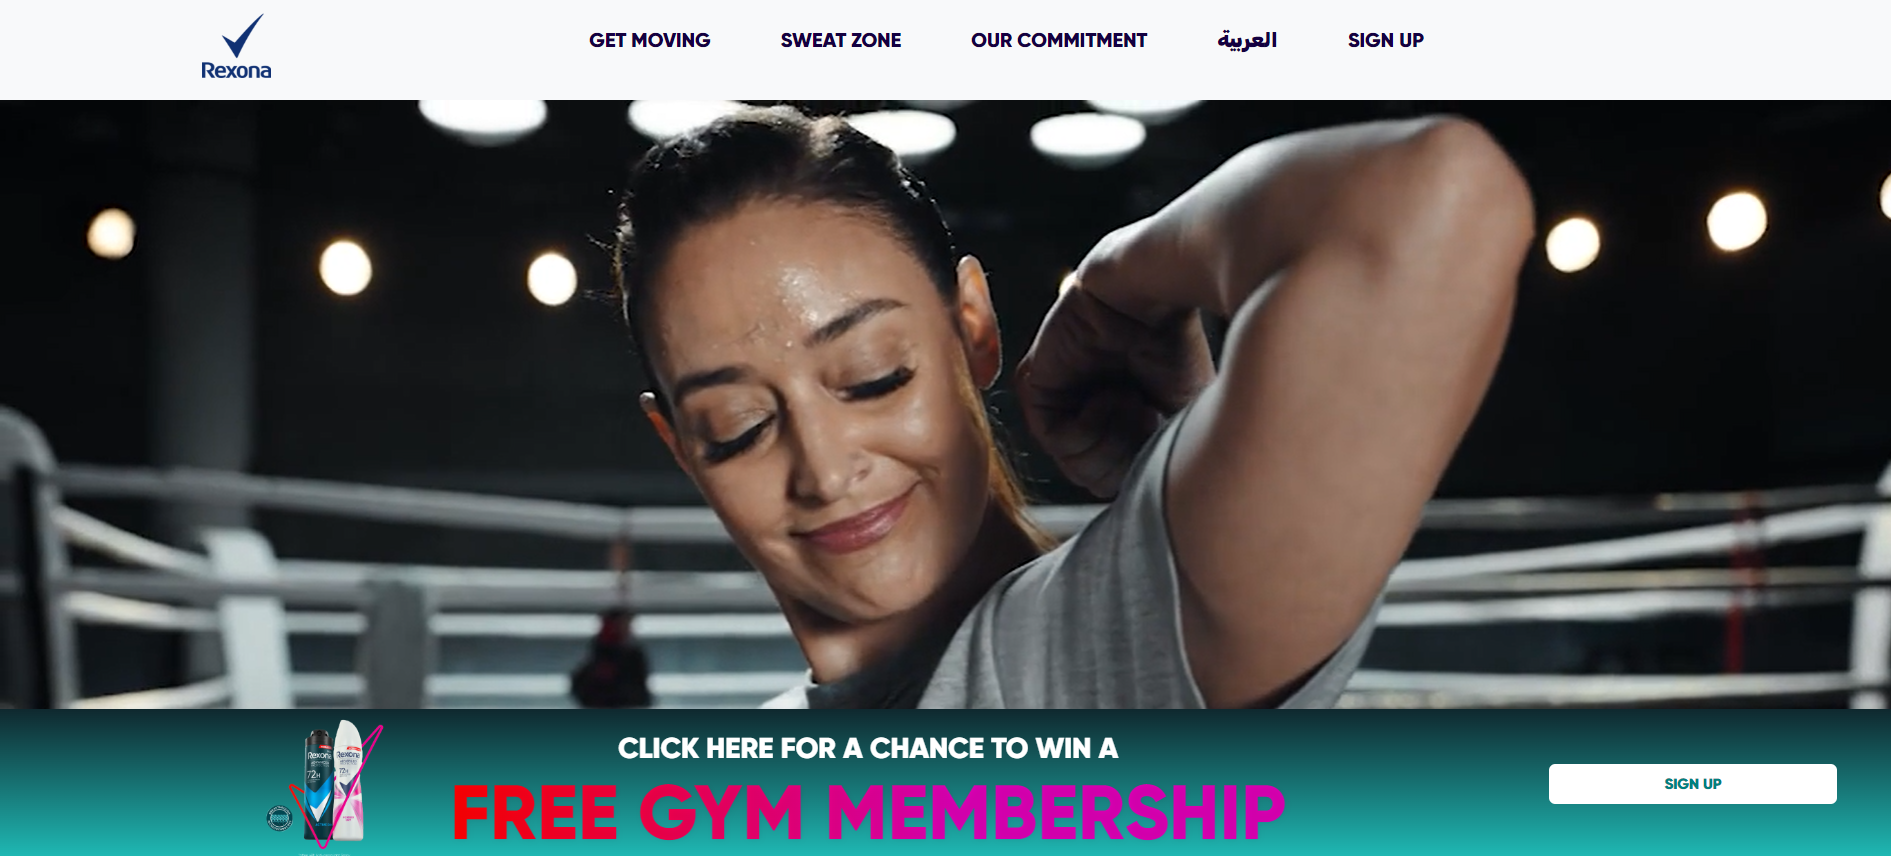 Rexona
GET MOVING
SWEAT ZONE
OUR COMMITMENT
العربية
SIGN UP
CLICK HERE FOR A CHANCE TO WIN A
FREE GYM MEMBERSHIP
SIGN UP
Rexona
72H
Rexona
72H